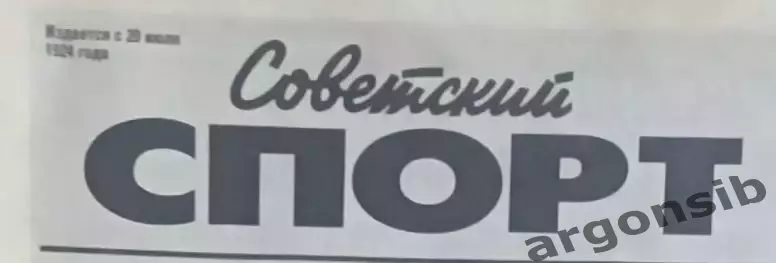 Издается с 20 июля
1924 года
Советский
СПОРТ
argonsib